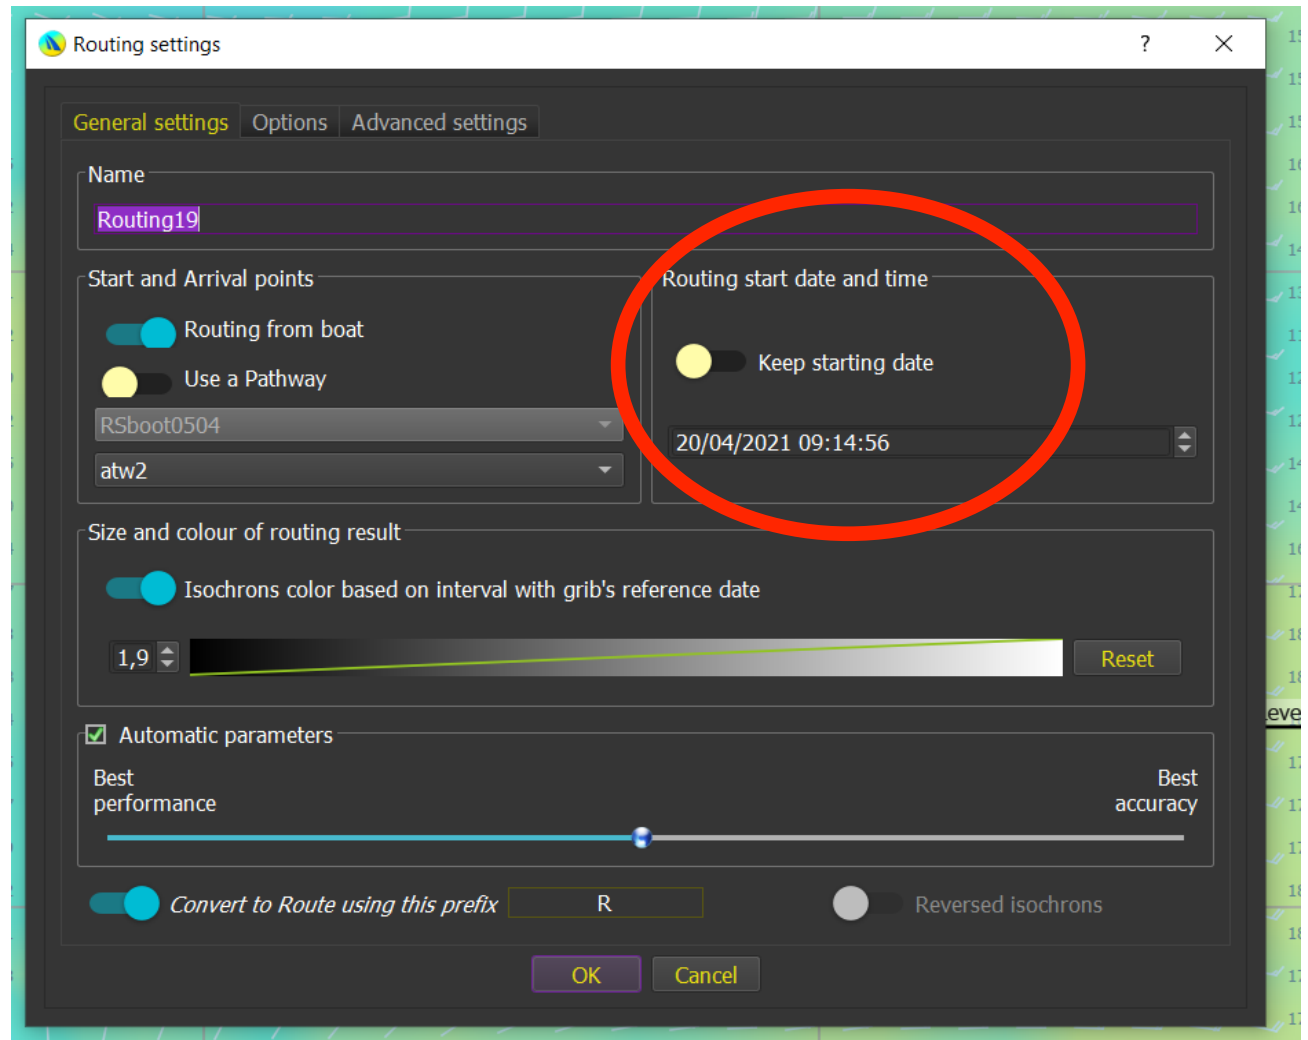 Routing settings
?
General settings Options Advanced settings
Name
Routing19
Start and Arrival points
Routing from boat
Use a Pathway
RSboot0504
atw2
Routing start date and time
Keep starting date
20/04/2021 09:14:56
Size and colour of routing result
Isochrons color based on interval with grib's reference date
1,9
Reset
Automatic parameters
Best
performance
Best
accuracy
Convert to Route using this prefix R
Reversed isochrons
OK Cancel